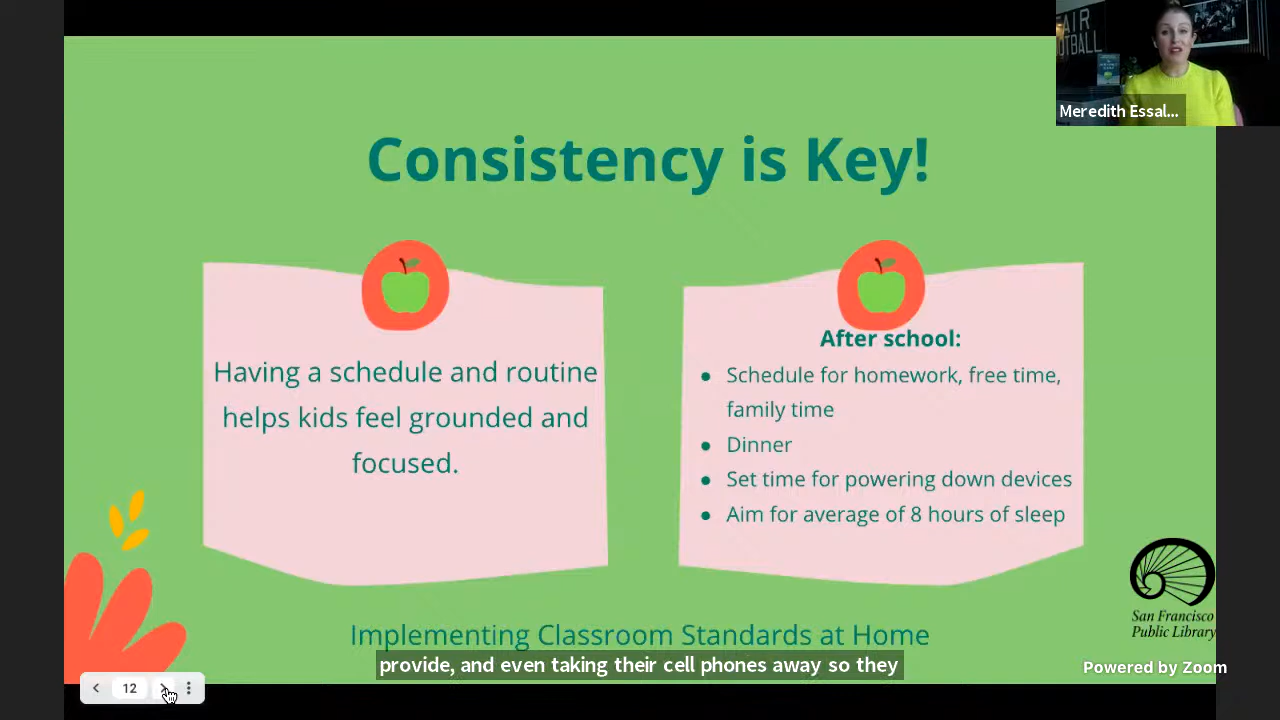 FAIR
FOOTBALL
Meredith Essal...
Consistency is Key!
Having a schedule and routine
helps kids feel grounded and
focused.
After school:
● Schedule for homework, free time,
family time
● Dinner
● Set time for powering down devices
● Aim for average of 8 hours of sleep
San Francisco
Public Library
Implementing Classroom Standards at Home
provide, and even taking their cell phones away so they
Powered by Zoom
12